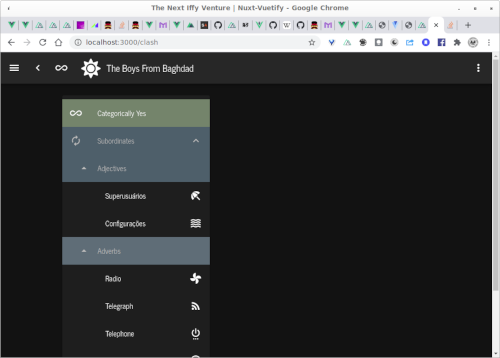 The Next Iffy Venture | Nuxt-Vuetify - Google Chrome
localhost:3000/clash
The Boys From Baghdad
Categorically Yes
Subordinates
Adjectives
Superusuários
Configurações
Adverbs
Radio
Telegraph
Telephone